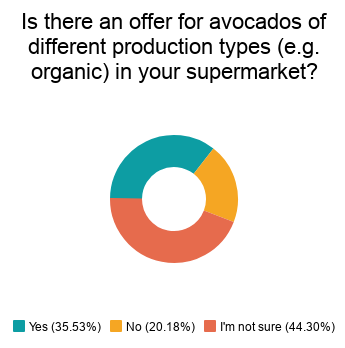 Is there an offer for avocados of
different production types (e.g.
organic) in your supermarket?
Yes (35.53%) No (20.18%) I'm not sure (44.30%)